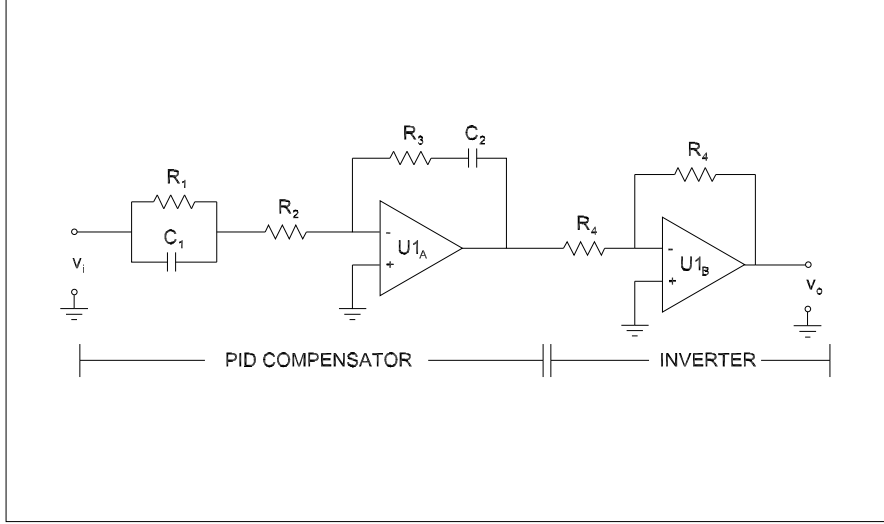 R₃ C₂
R₄
R₁
R₂
C₁
R₄
- U1A
+
- U1B
+
vᵢ
vₒ
PID COMPENSATOR
INVERTER